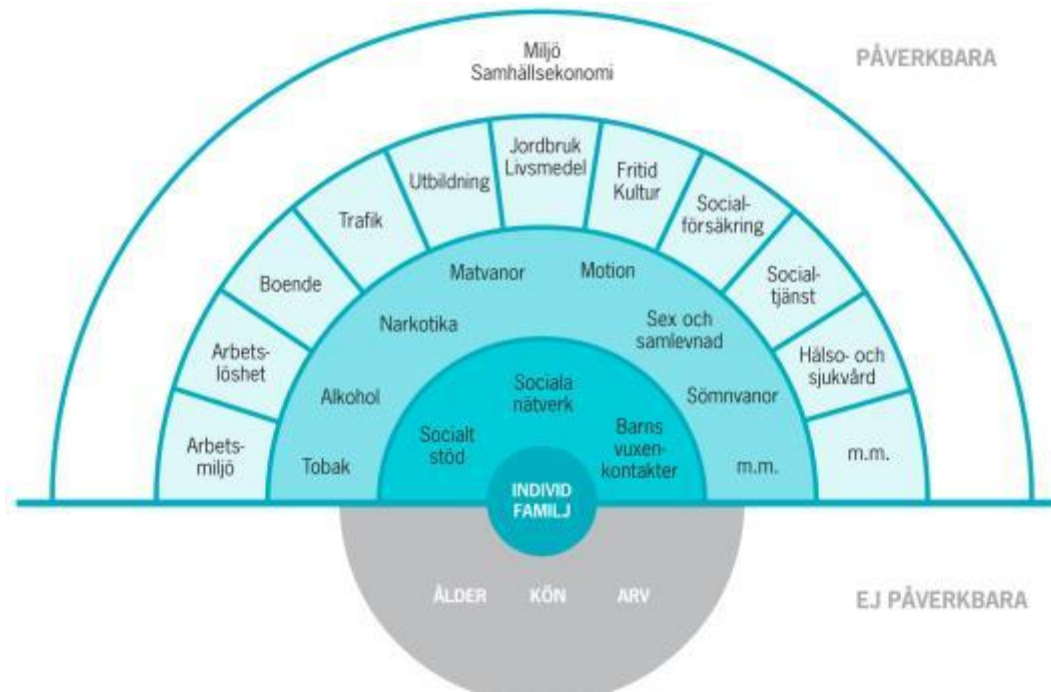 Miljö
Samhällsekonomi
PÅVERKBARA
Arbets-
miljö
Arbets-
löshet
Boende
Trafik
Utbildning
Jordbruk
Livsmedel
Fritid
Kultur
Social-
försäkring
Social-
tjänst
Hälso- och
sjukvård
m.m.
Tobak
Alkohol
Narkotika
Matvanor
Motion
Sex och
samlevnad
Sömnvanor
m.m.
Socialt
stöd
Sociala
nätverk
Barns
vuxen-
kontakter
INDIVID
FAMILJ
ÅLDER KÖN ARV
EJ PÅVERKBARA